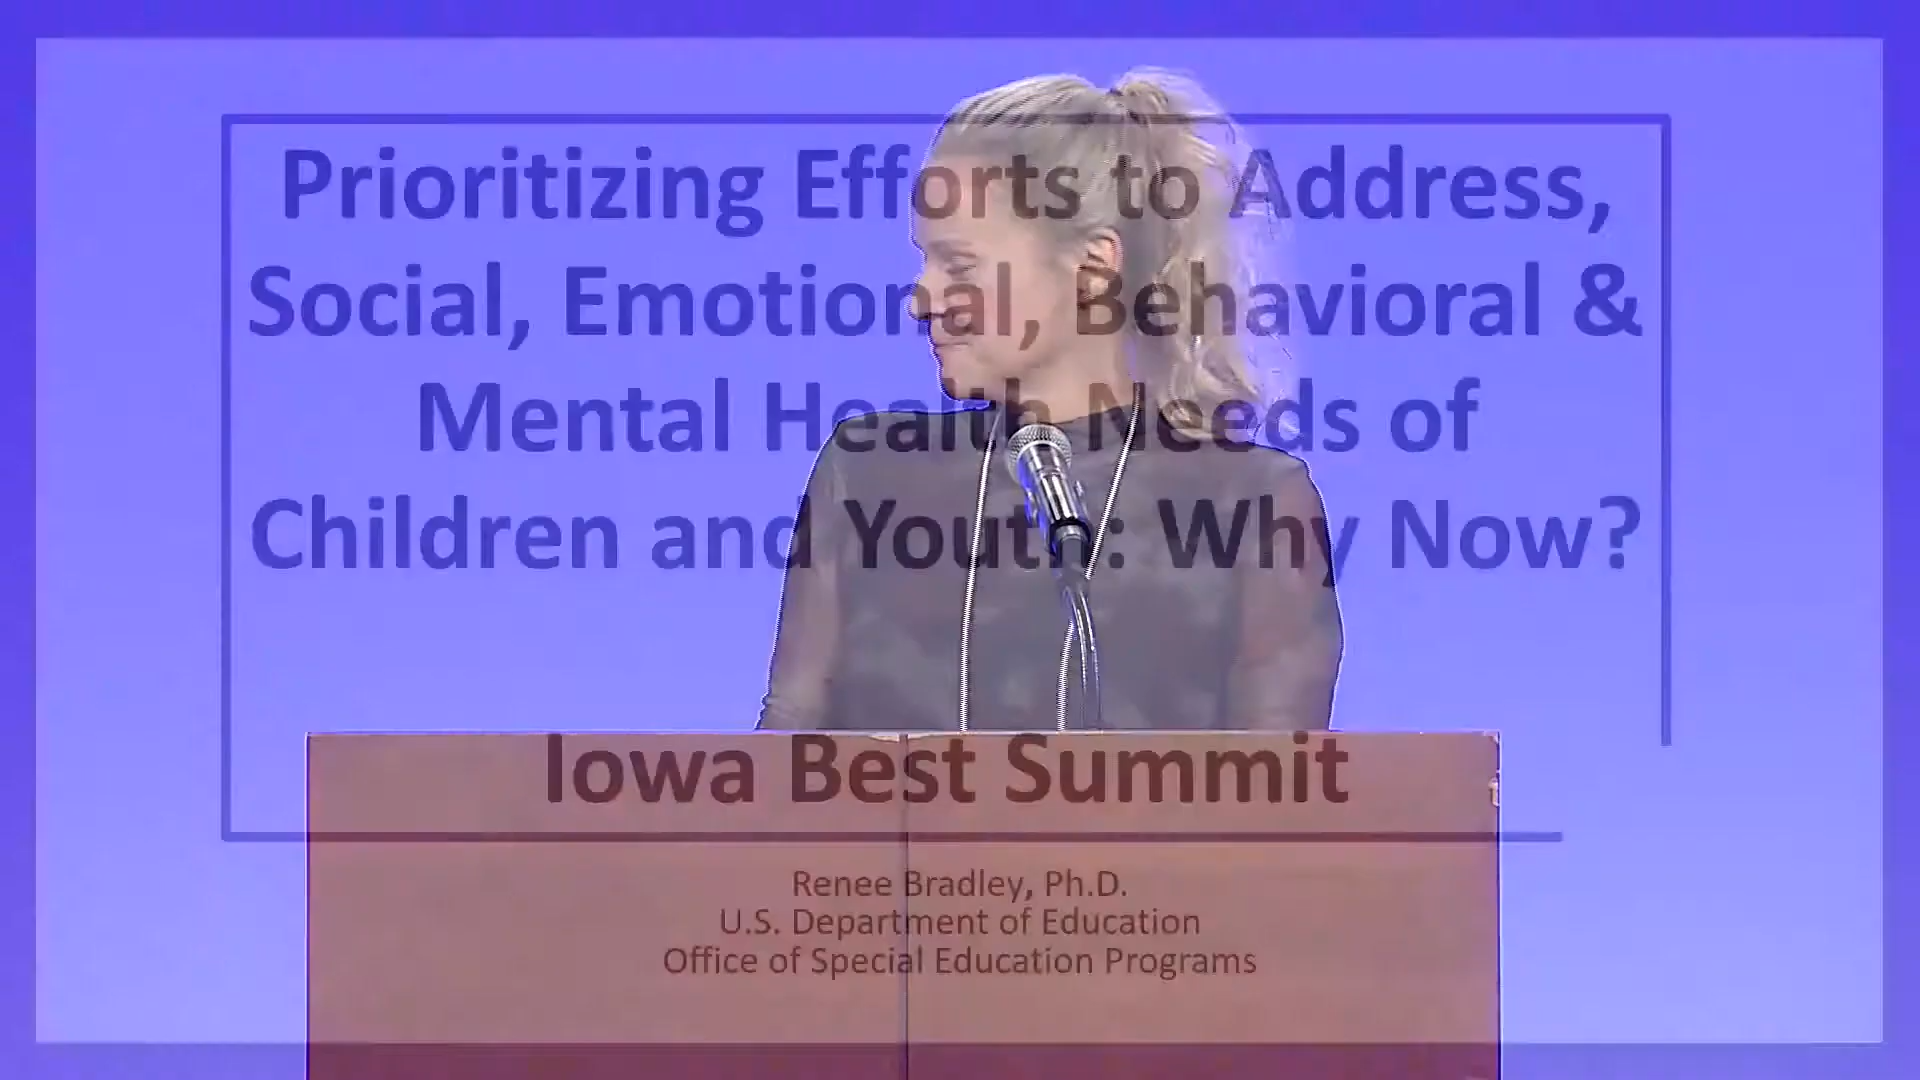 Prioritizing Efforts to Address,
Social, Emotional, Behavioral &
Mental Health Needs of
Children and Youth: Why Now?
Iowa Best Summit
Renee Bradley, Ph.D.
U.S. Department of Education
Office of Special Education Programs